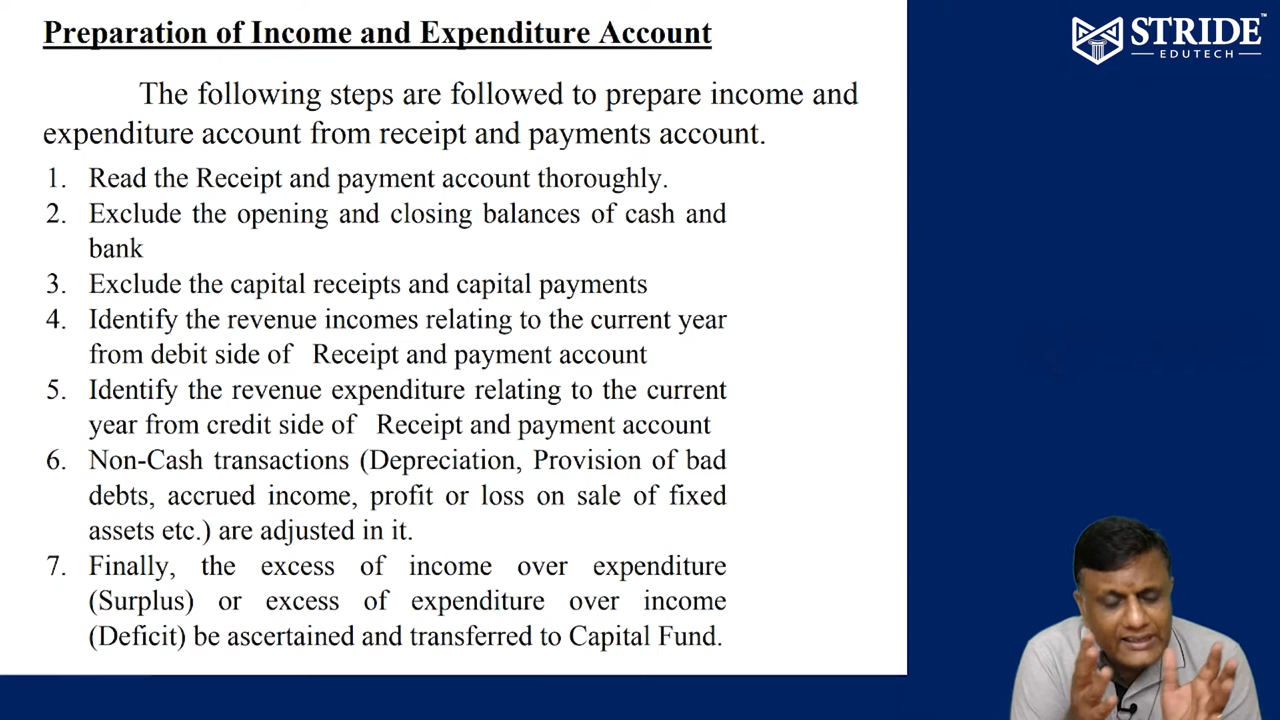 Preparation of Income and Expenditure Account
STRIDE™
EDUTECH
The following steps are followed to prepare income and
expenditure account from receipt and payments account.
1. Read the Receipt and payment account thoroughly.
2. Exclude the opening and closing balances of cash and
bank
3. Exclude the capital receipts and capital payments
4. Identify the revenue incomes relating to the current year
from debit side of Receipt and payment account
5. Identify the revenue expenditure relating to the current
year from credit side of Receipt and payment account
6. Non-Cash transactions (Depreciation, Provision of bad
debts, accrued income, profit or loss on sale of fixed
assets etc.) are adjusted in it.
7. Finally, the excess of income over expenditure
(Surplus) or excess of expenditure over income
(Deficit) be ascertained and transferred to Capital Fund.